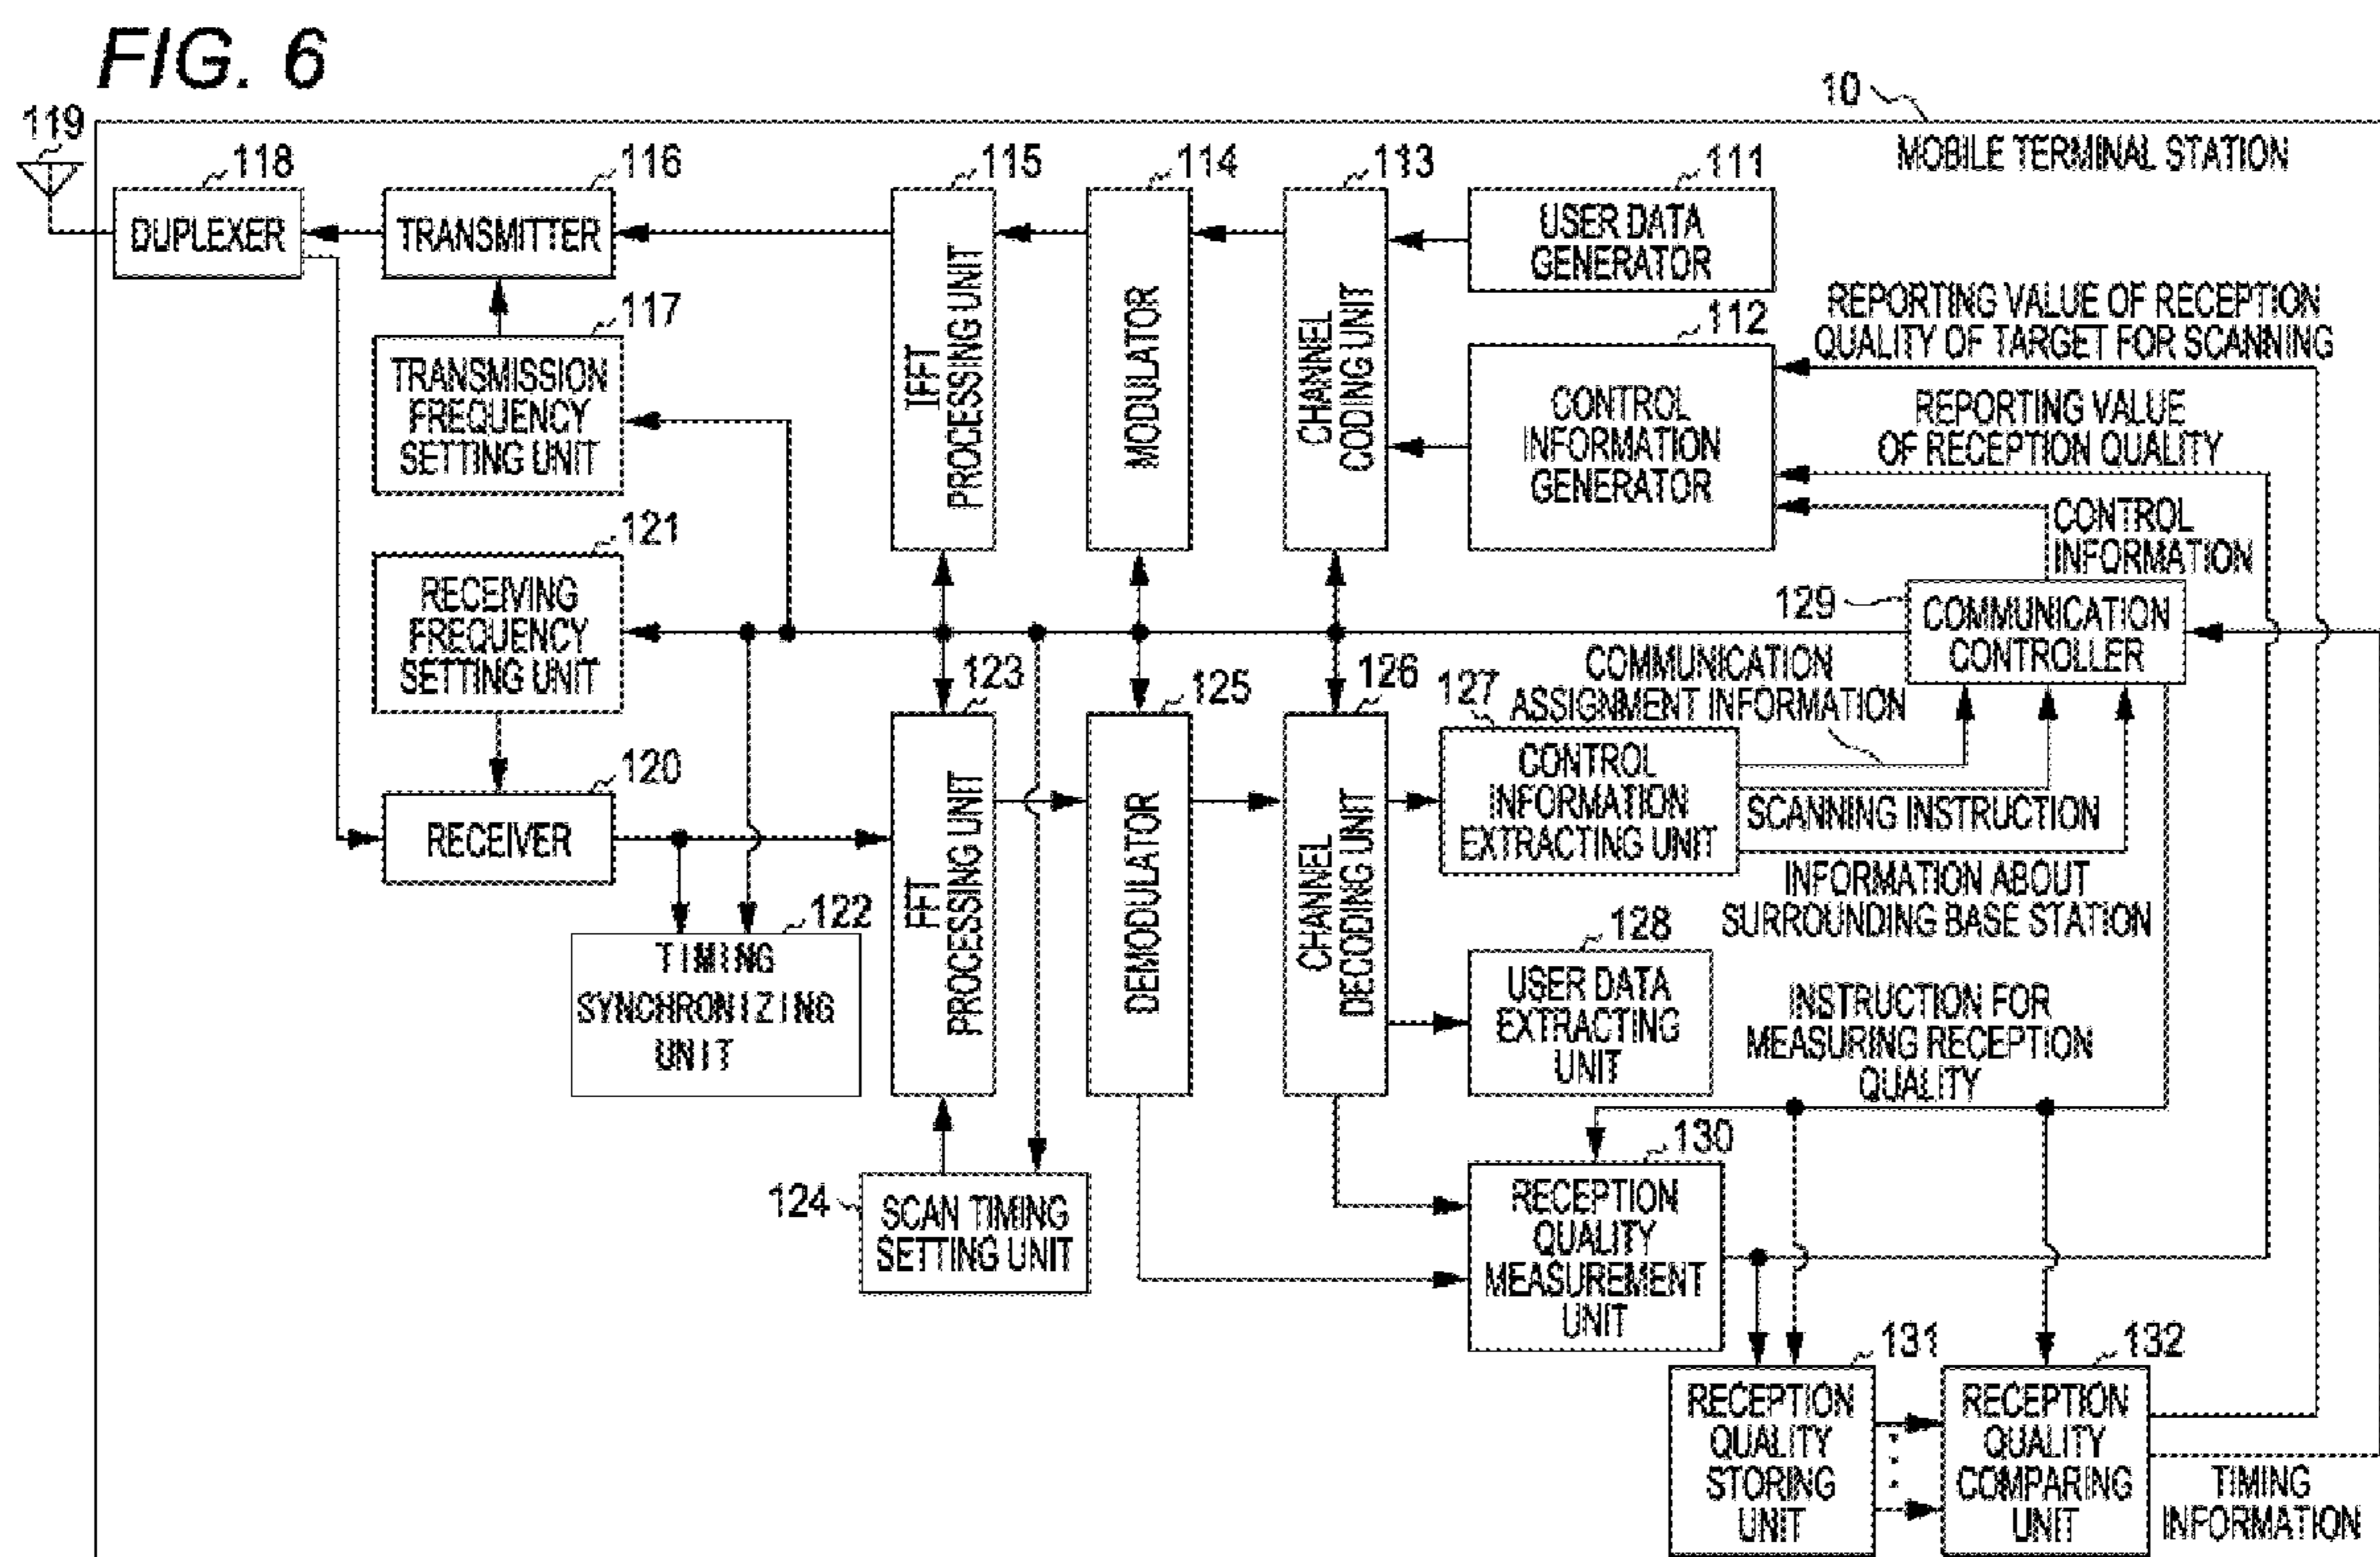 FIG. 6
10
MOBILE TERMINAL STATION
119
118
DUPLEXER
116
TRANSMITTER
115
IFFT
PROCESSING UNIT
114
MODULATOR
113
CHANNEL
CODING UNIT
111
USER DATA
GENERATOR
117
TRANSMISSION
FREQUENCY
SETTING UNIT
112
CONTROL
INFORMATION
GENERATOR
REPORTING VALUE OF RECEPTION
QUALITY OF TARGET FOR SCANNING
REPORTING VALUE
OF RECEPTION QUALITY
CONTROL
INFORMATION
121
RECEIVING
FREQUENCY
SETTING UNIT
129
COMMUNICATION
CONTROLLER
120
RECEIVER
122
TIMING
SYNCHRONIZING
UNIT
123
FFT
PROCESSING UNIT
125
DEMODULATOR
126
CHANNEL
DECODING UNIT
COMMUNICATION
ASSIGNMENT INFORMATION
127
CONTROL
INFORMATION
EXTRACTING UNIT
SCANNING INSTRUCTION
INFORMATION ABOUT
SURROUNDING BASE STATION
128
USER DATA
EXTRACTING
UNIT
INSTRUCTION FOR
MEASURING RECEPTION
QUALITY
124
SCAN TIMING
SETTING UNIT
130
RECEPTION
QUALITY
MEASUREMENT
UNIT
131
RECEPTION
QUALITY
STORING
UNIT
132
RECEPTION
QUALITY
COMPARING
UNIT
TIMING
INFORMATION